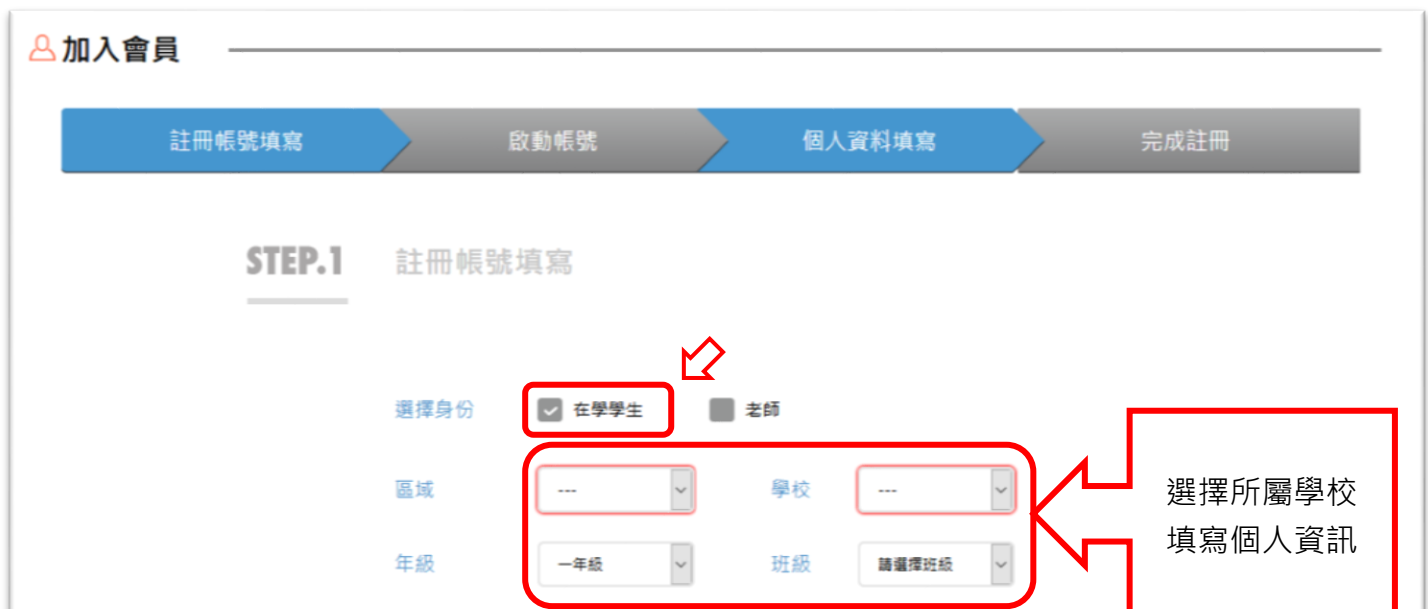 加入會員
註冊帳號填寫 啟動帳號 個人資料填寫 完成註冊
STEP.1 註冊帳號填寫
選擇身份 在學學生 老師
區域 --- 學校 ---
年級 一年級 班級 請選擇班級
選擇所屬學校
填寫個人資訊